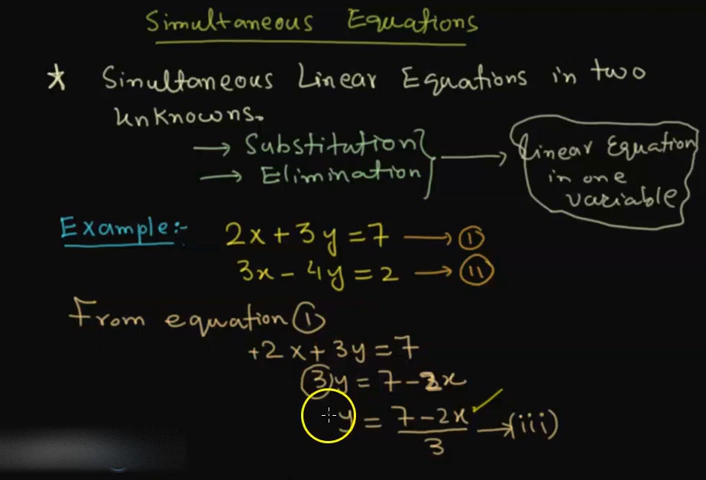 Simultaneous Equations
* Simultaneous Linear Equations in two
unknowns.
→ Substitution
→ Elimination
Linear Equation
in one
variable
Example:-
2x + 3y = 7 → (I)
3x - 4y = 2 → (II)
From equation (I)
+2x + 3y = 7
3y = 7 - 2x
y = (7 - 2x)/3 → (iii)